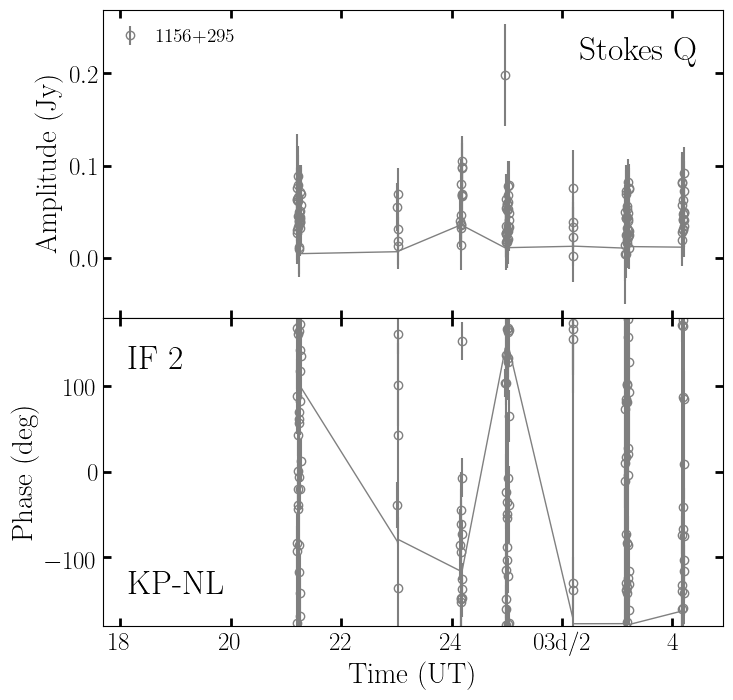 1156+295
Stokes Q
0.2
0.1
0.0
Amplitude (Jy)
IF 2
100
0
−100
Phase (deg)
KP-NL
18 20 22 24 03d/2 4
Time (UT)